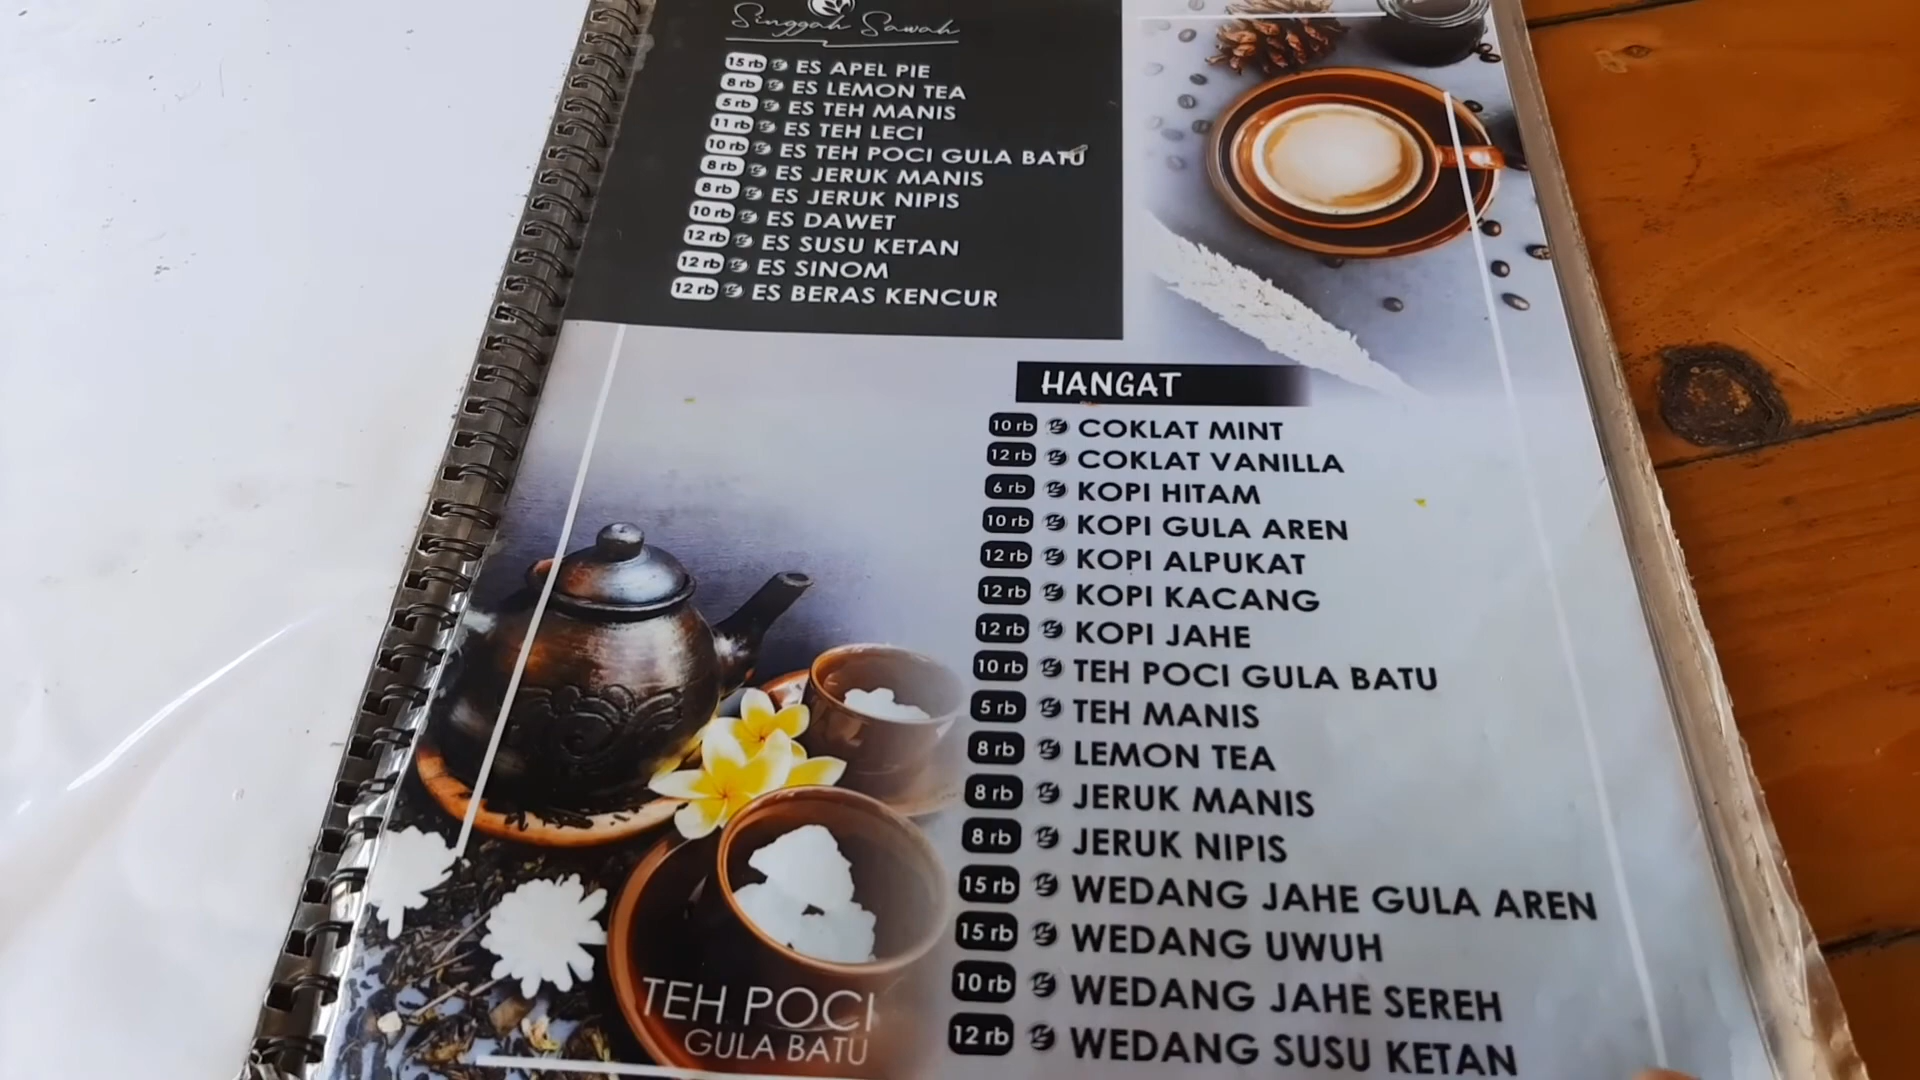 Singgah Sawah
15 rb ES APEL PIE
8 rb ES LEMON TEA
5 rb ES TEH MANIS
11 rb ES TEH LECI
10 rb ES TEH POCI GULA BATU
8 rb ES JERUK MANIS
8 rb ES JERUK NIPIS
10 rb ES DAWET
12 rb ES SUSU KETAN
12 rb ES SINOM
12 rb ES BERAS KENCUR
HANGAT
10 rb COKLAT MINT
12 rb COKLAT VANILLA
6 rb KOPI HITAM
10 rb KOPI GULA AREN
12 rb KOPI ALPUKAT
12 rb KOPI KACANG
12 rb KOPI JAHE
10 rb TEH POCI GULA BATU
5 rb TEH MANIS
8 rb LEMON TEA
8 rb JERUK MANIS
8 rb JERUK NIPIS
15 rb WEDANG JAHE GULA AREN
15 rb WEDANG UWUH
10 rb WEDANG JAHE SEREH
12 rb WEDANG SUSU KETAN
TEH POCI
GULA BATU